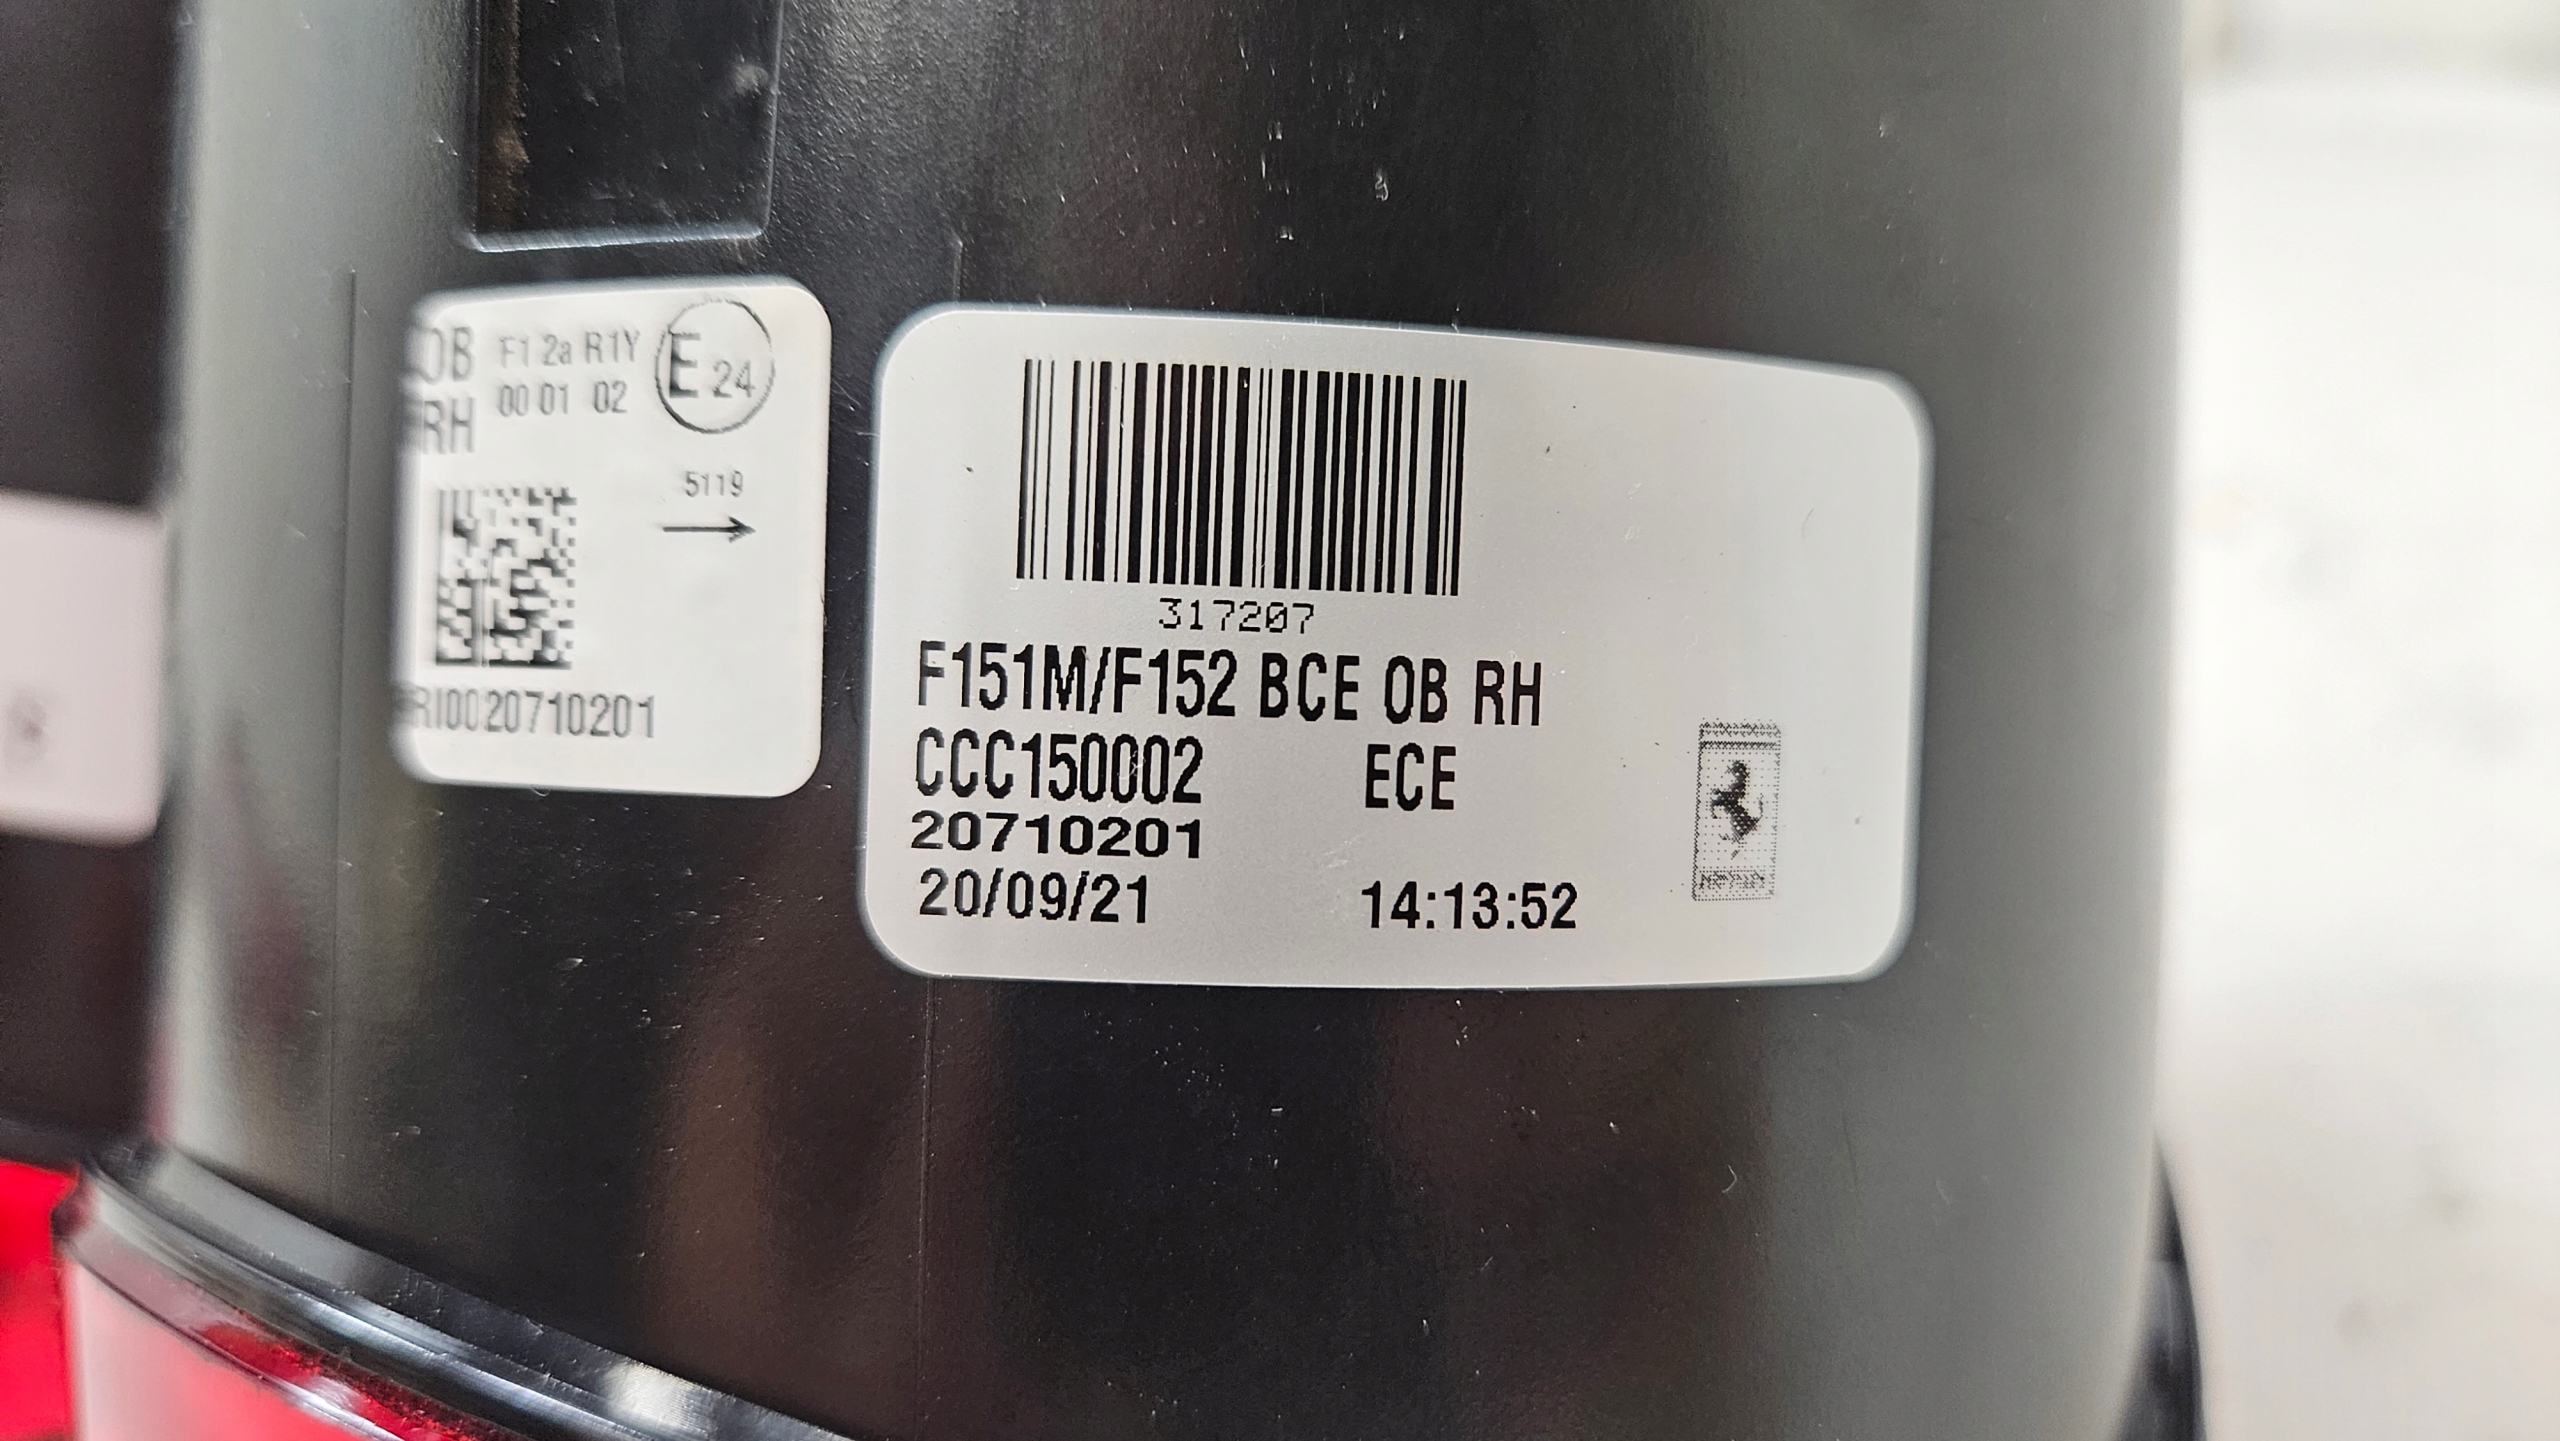 OB F1 2a R1Y E 24
RH 00 01 02
5119
RI0020710201
317207
F151M/F152 BCE OB RH
CCC150002 ECE
20710201
20/09/21 14:13:52